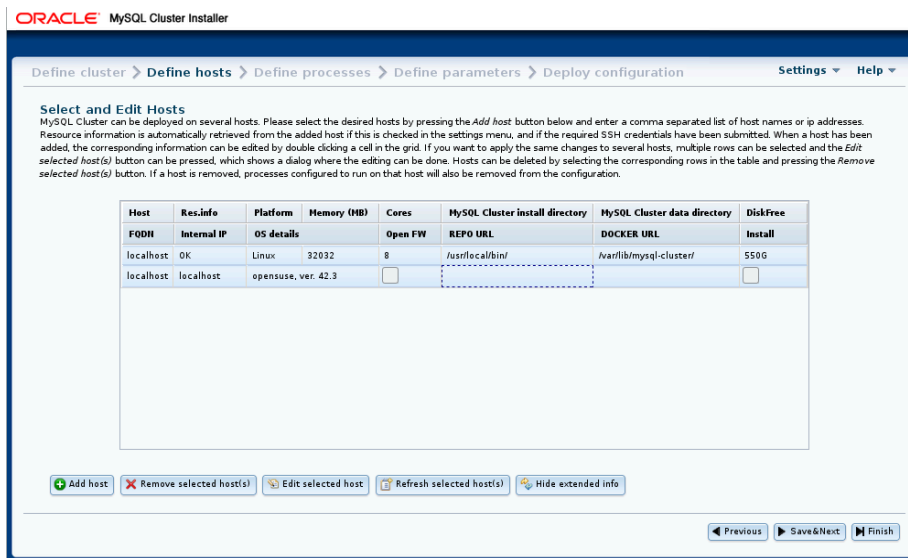 ORACLE MySQL Cluster Installer
Define cluster Define hosts Define processes Define parameters Deploy configuration Settings Help
Select and Edit Hosts
MySQL Cluster can be deployed on several hosts. Please select the desired hosts by pressing the Add host button below and enter a comma separated list of host names or ip addresses.
Resource information is automatically retrieved from the added host if this is checked in the settings menu, and if the required SSH credentials have been submitted. When a host has been
added, the corresponding information can be edited by double clicking a cell in the grid. If you want to apply the same changes to several hosts, multiple rows can be selected and the Edit
selected host(s) button can be pressed, which shows a dialog where the editing can be done. Hosts can be deleted by selecting the corresponding rows in the table and pressing the Remove
selected host(s) button. If a host is removed, processes configured to run on that host will also be removed from the configuration.
Host Res.info Platform Memory (MB) Cores MySQL Cluster install directory MySQL Cluster data directory DiskFree
FQDN Internal IP OS details Open FW REPO URL DOCKER URL Install
localhost OK Linux 32032 8 /usr/local/bin/ /var/lib/mysql-cluster/ 550G
localhost localhost opensuse, ver. 42.3
Add host Remove selected host(s) Edit selected host Refresh selected host(s) Hide extended info
Previous Save&Next Finish